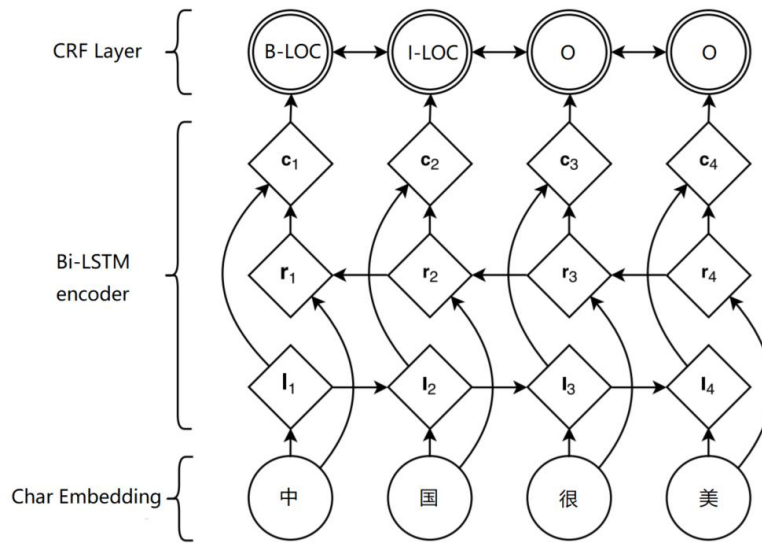 CRF Layer
B-LOC I-LOC O O
c₁ c₂ c₃ c₄
Bi-LSTM
encoder
r₁ r₂ r₃ r₄
l₁ l₂ l₃ l₄
Char Embedding
中 国 很 美